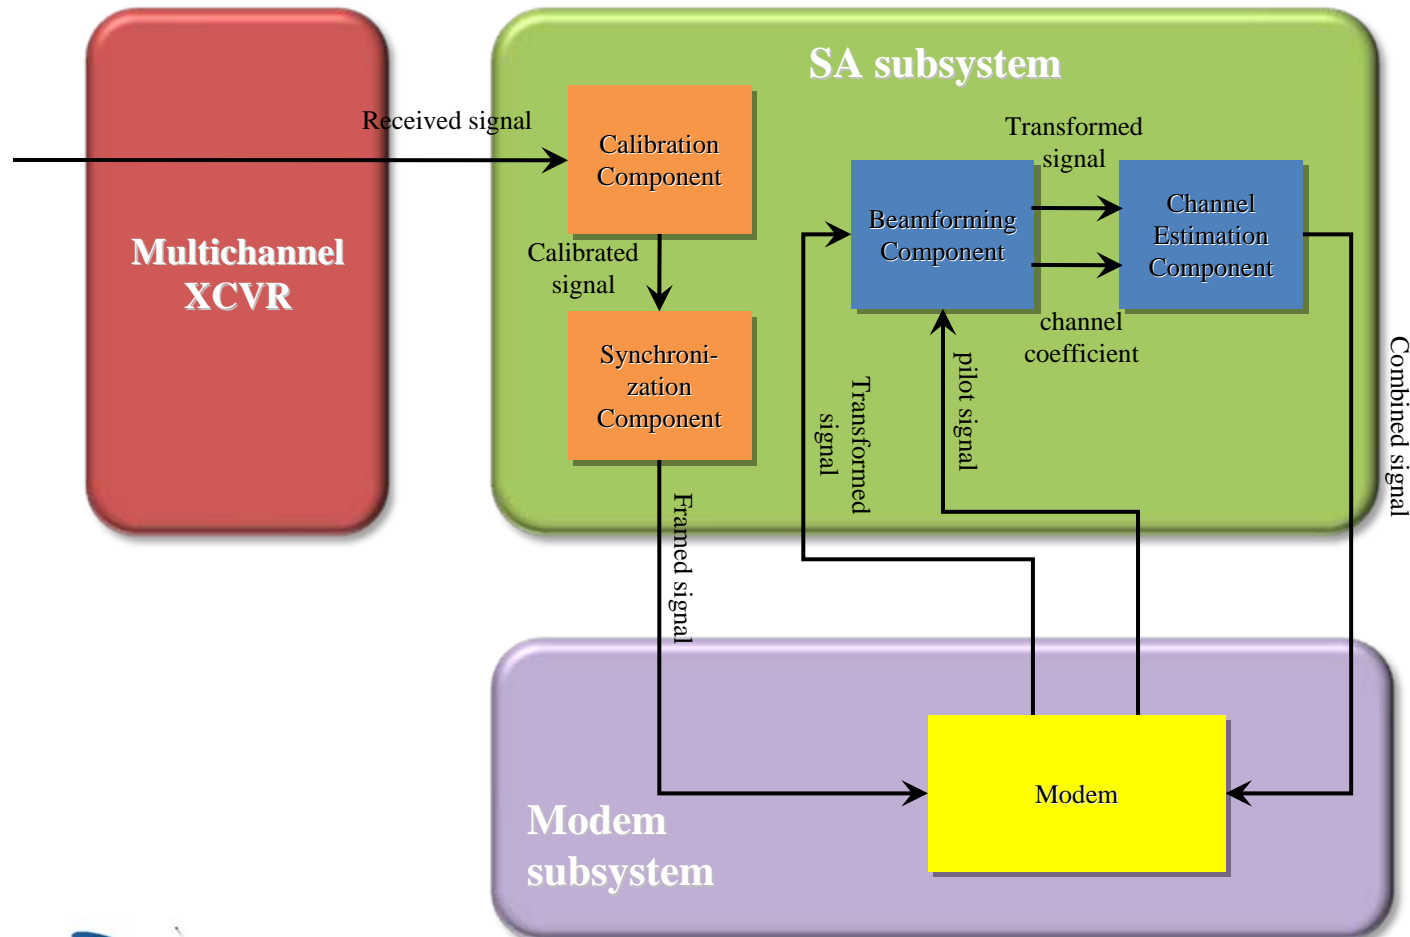 SA subsystem
Received signal
Calibration
Component
Transformed
signal
Multichannel
XCVR
Beamforming
Component
Channel
Estimation
Component
Calibrated
signal
channel
coefficient
Synchroni-
zation
Component
Transformed
signal
pilot signal
Combined signal
Framed signal
Modem
Modem
subsystem